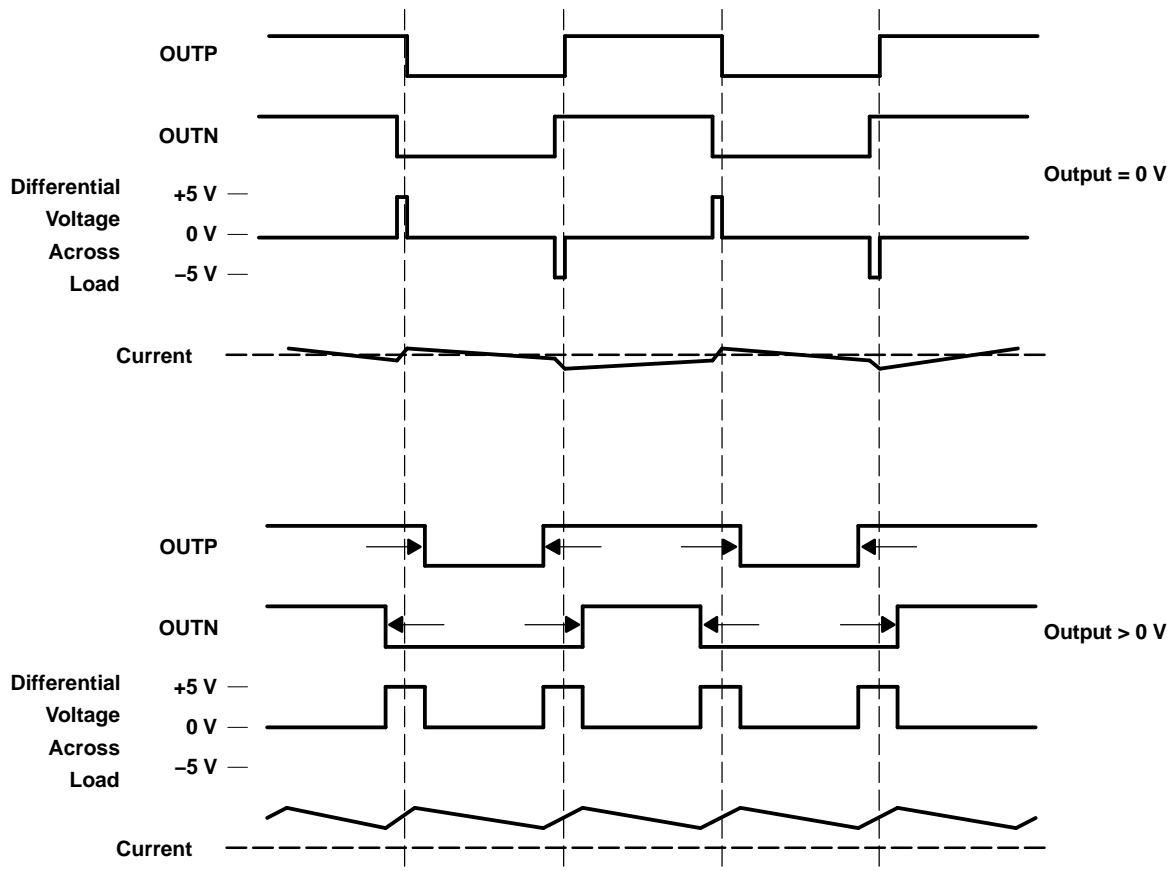 OUTP
OUTN
Output = 0 V
Differential
Voltage
Across
Load
+5 V
0 V
−5 V
Current
OUTP
OUTN
Output > 0 V
Differential
Voltage
Across
Load
+5 V
0 V
−5 V
Current